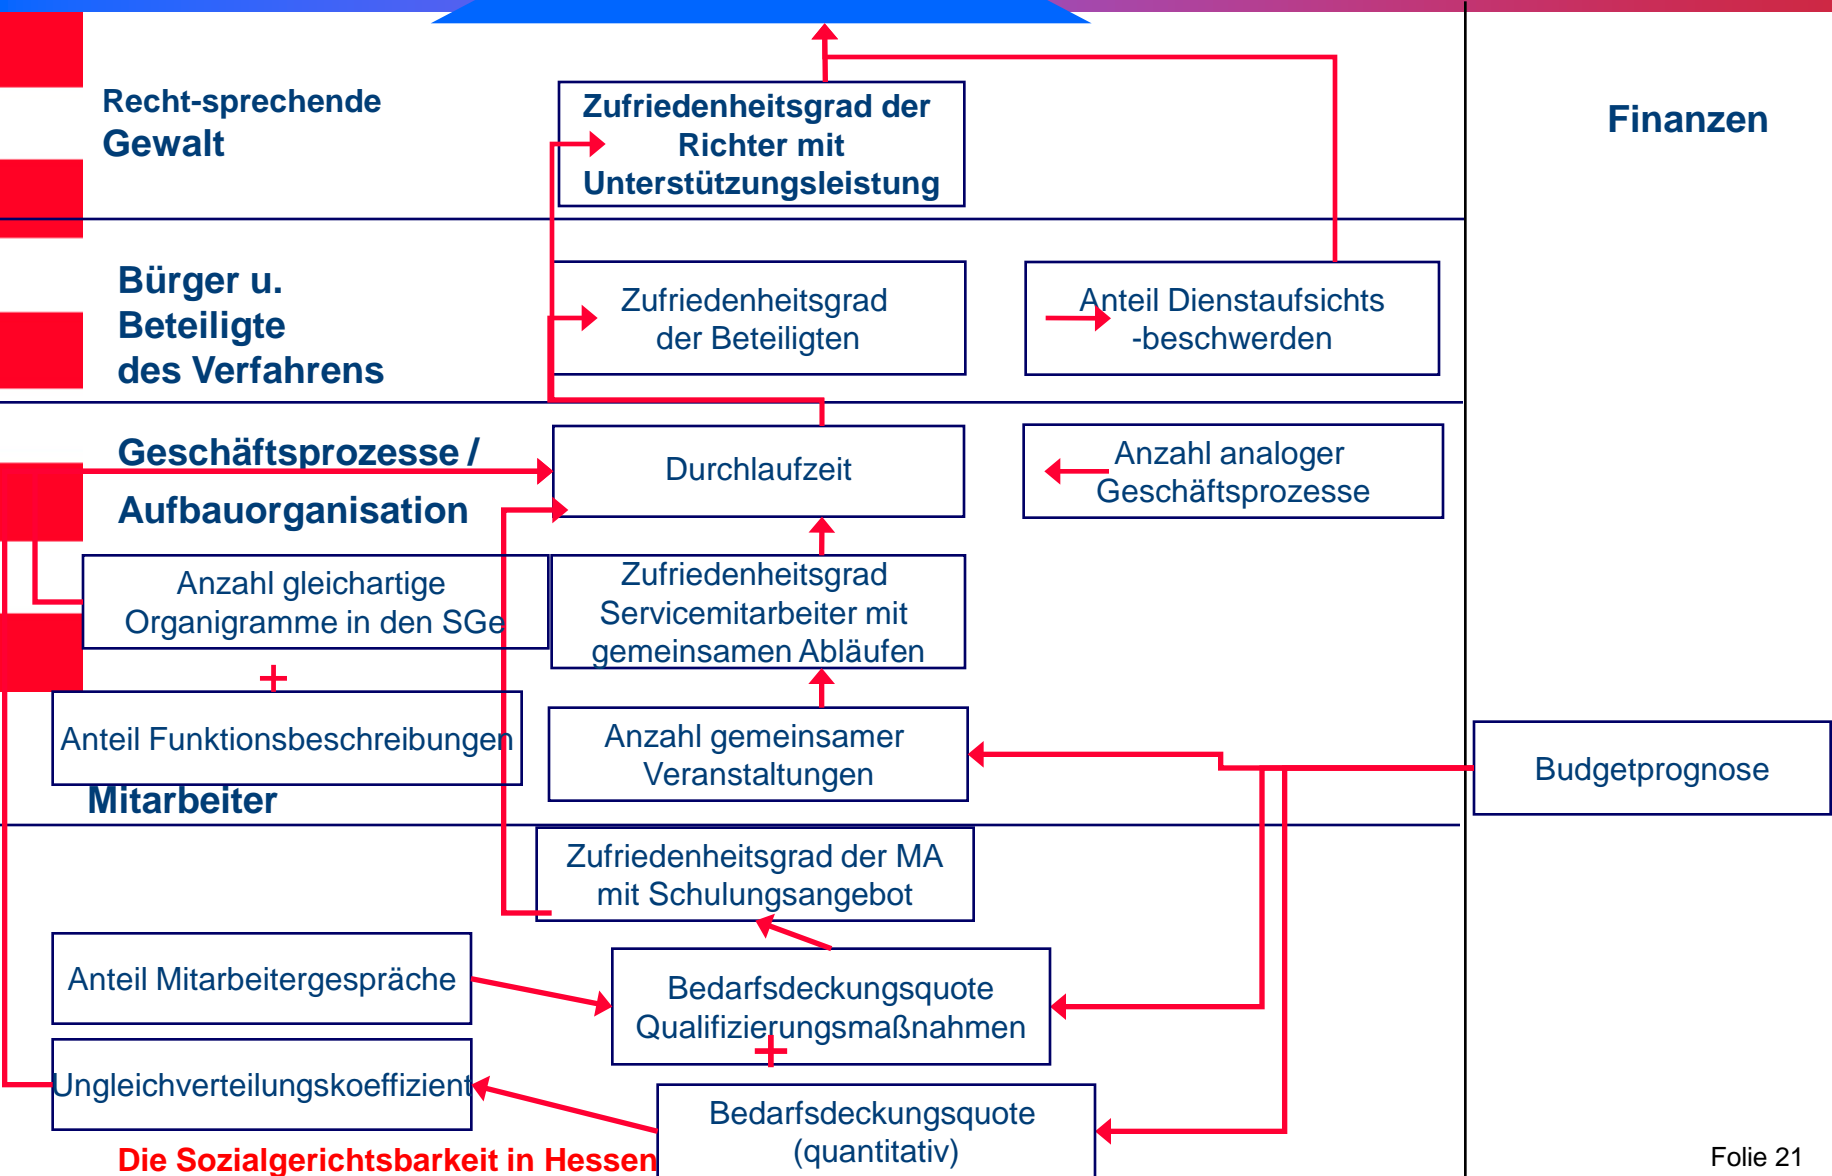 Recht-sprechende
Gewalt
Zufriedenheitsgrad der
Richter mit
Unterstützungsleistung
Finanzen
Bürger u.
Beteiligte
des Verfahrens
Zufriedenheitsgrad
der Beteiligten
Anteil Dienstaufsichts
-beschwerden
Geschäftsprozesse /
Aufbauorganisation
Durchlaufzeit
Anzahl analoger
Geschäftsprozesse
Anzahl gleichartige
Organigramme in den SGe
Zufriedenheitsgrad
Servicemitarbeiter mit
gemeinsamen Abläufen
+
Anteil Funktionsbeschreibungen
Anzahl gemeinsamer
Veranstaltungen
Budgetprognose
Mitarbeiter
Zufriedenheitsgrad der MA
mit Schulungsangebot
Anteil Mitarbeitergespräche
Bedarfsdeckungsquote
Qualifizierungsmaßnahmen
+
Ungleichverteilungskoeffizient
Bedarfsdeckungsquote
(quantitativ)
Die Sozialgerichtsbarkeit in Hessen
Folie 21